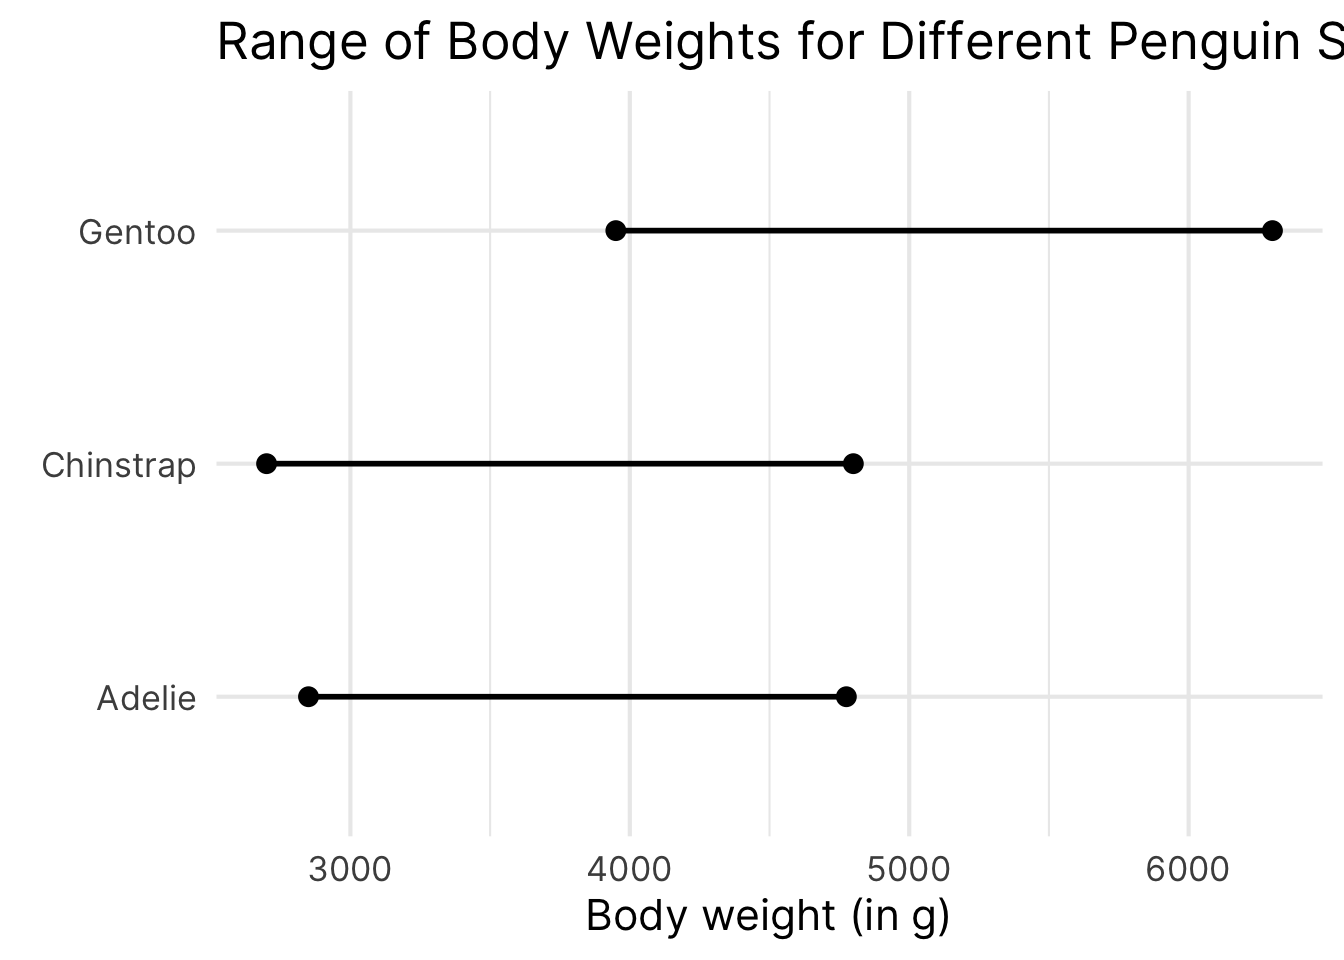 Range of Body Weights for Different Penguin S
Gentoo
Chinstrap
Adelie
3000 4000 5000 6000
Body weight (in g)